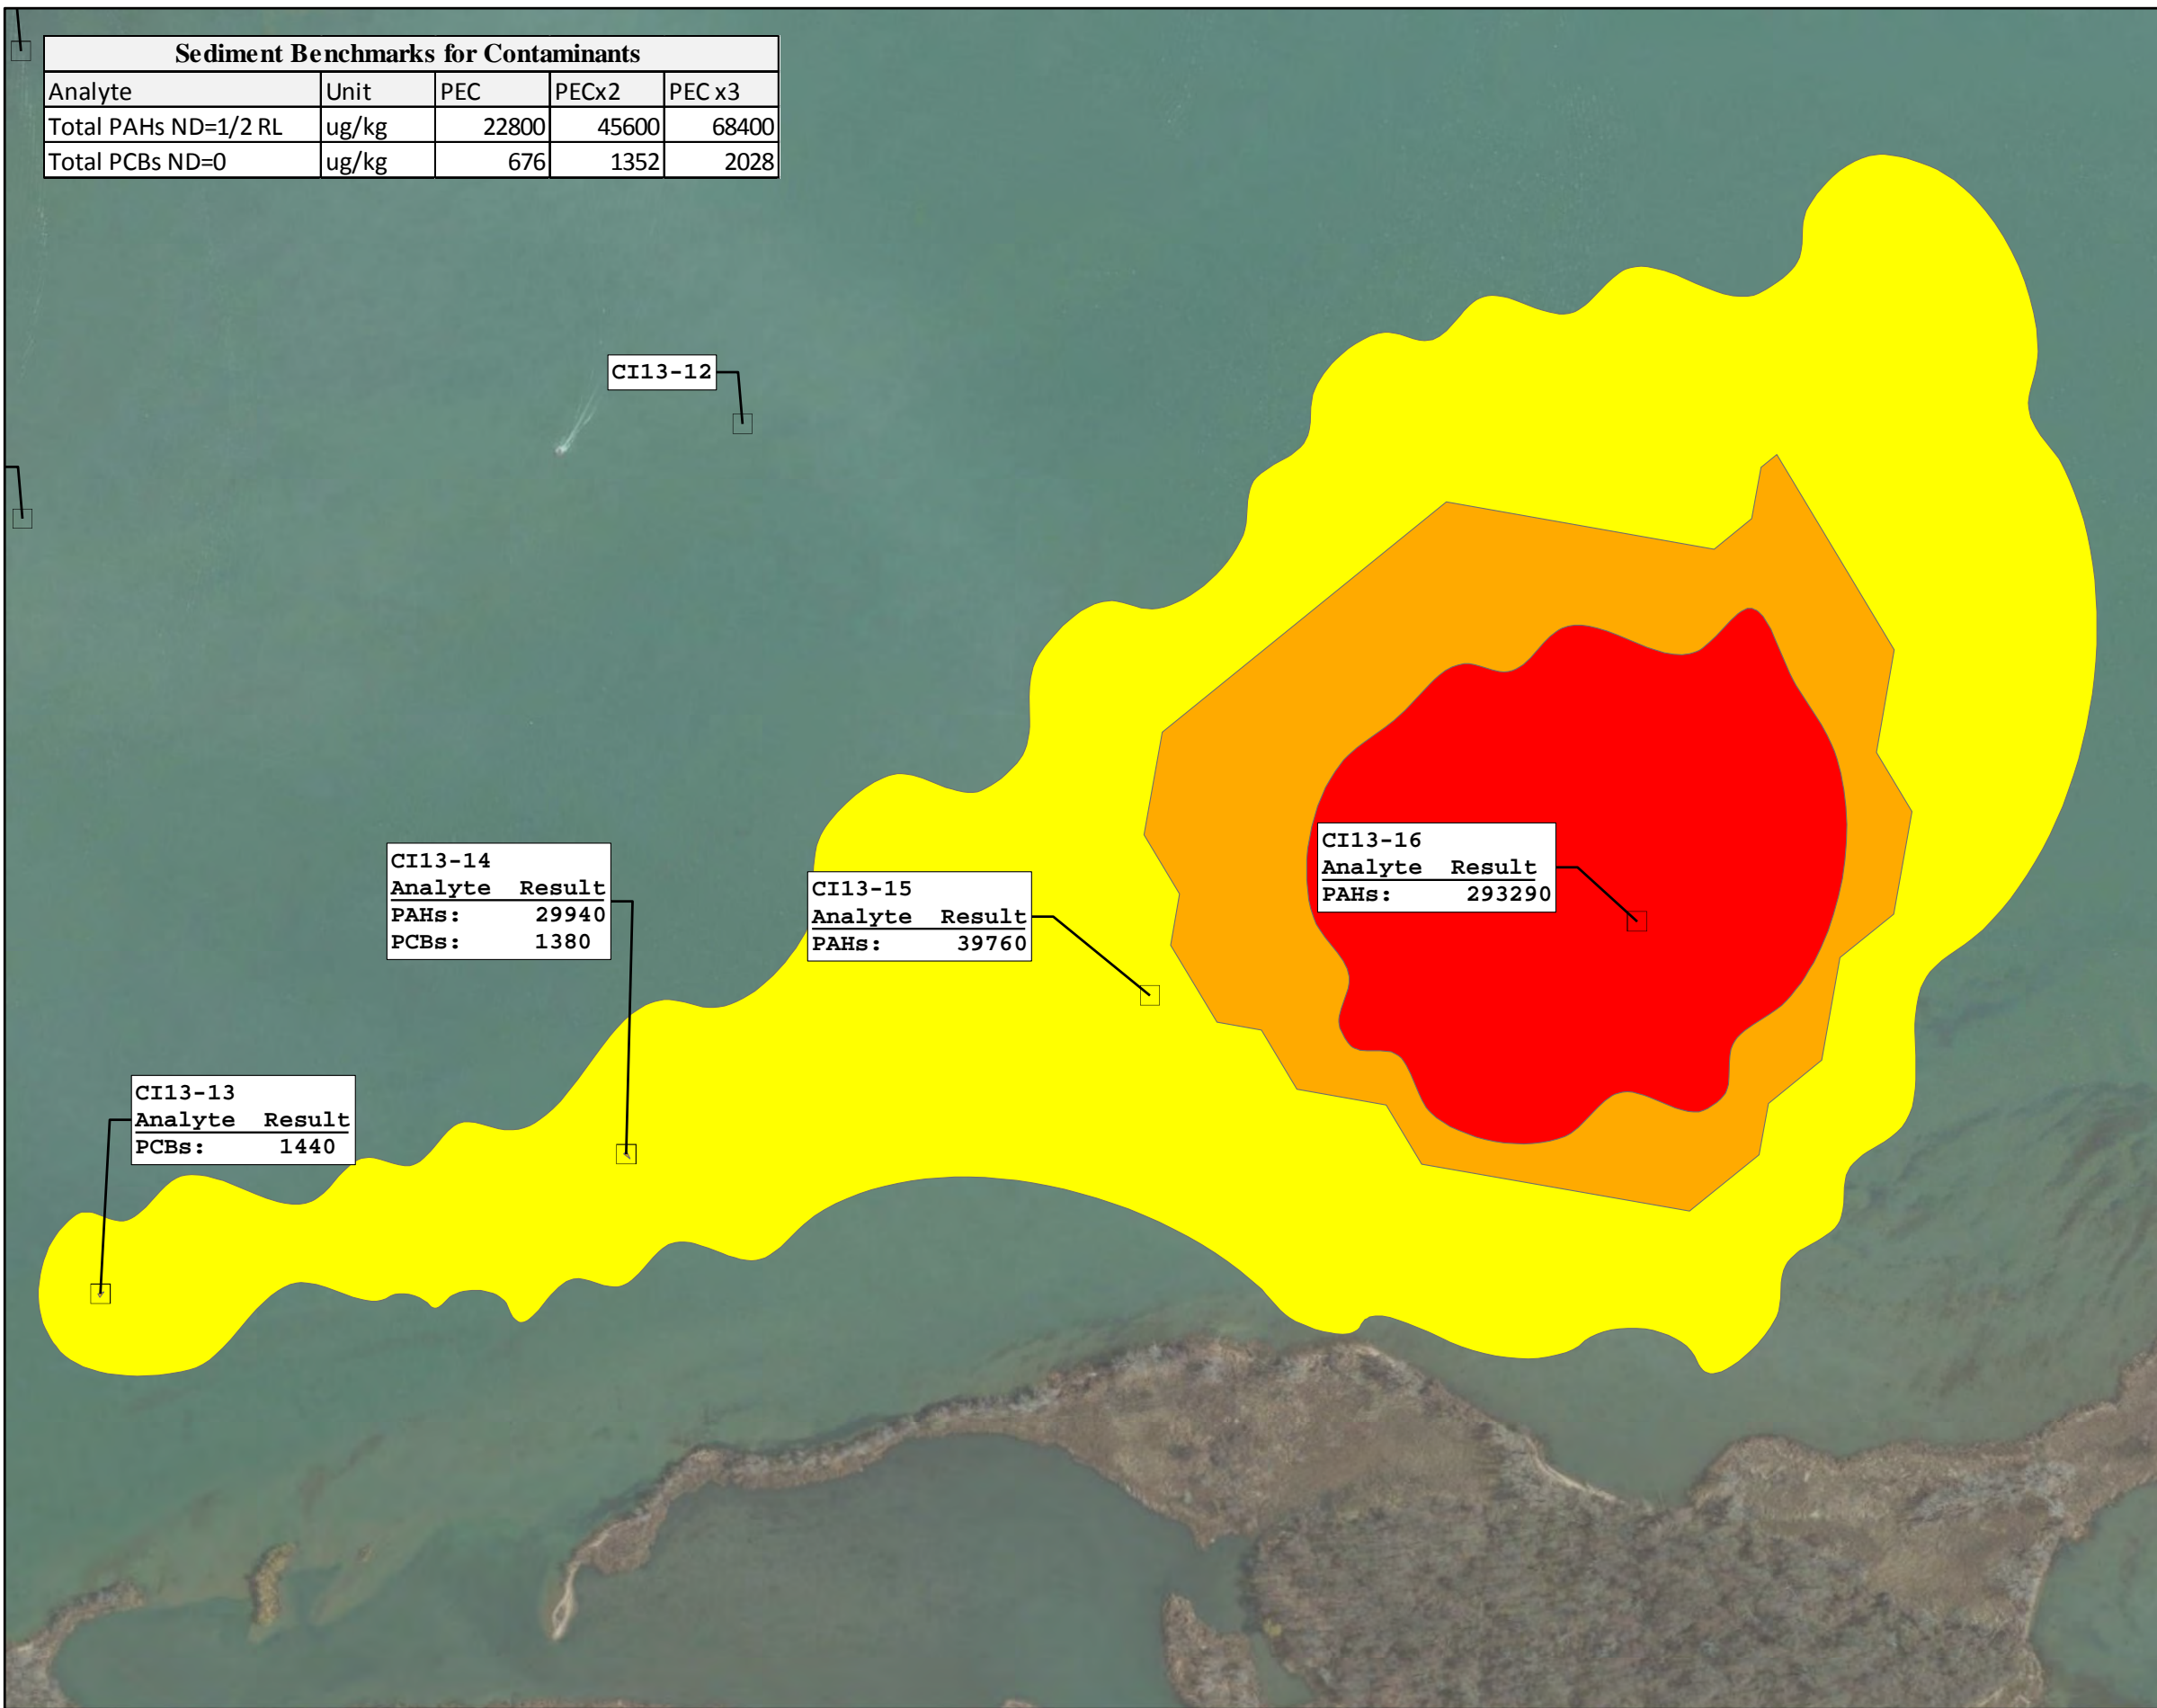 Sediment Benchmarks for Contaminants
Analyte Unit PEC PECx2 PEC x3
Total PAHs ND=1/2 RL ug/kg 22800 45600 68400
Total PCBs ND=0 ug/kg 676 1352 2028
CI13-12
CI13-14
Analyte Result
PAHs: 29940
PCBs: 1380
CI13-15
Analyte Result
PAHs: 39760
CI13-16
Analyte Result
PAHs: 293290
CI13-13
Analyte Result
PCBs: 1440